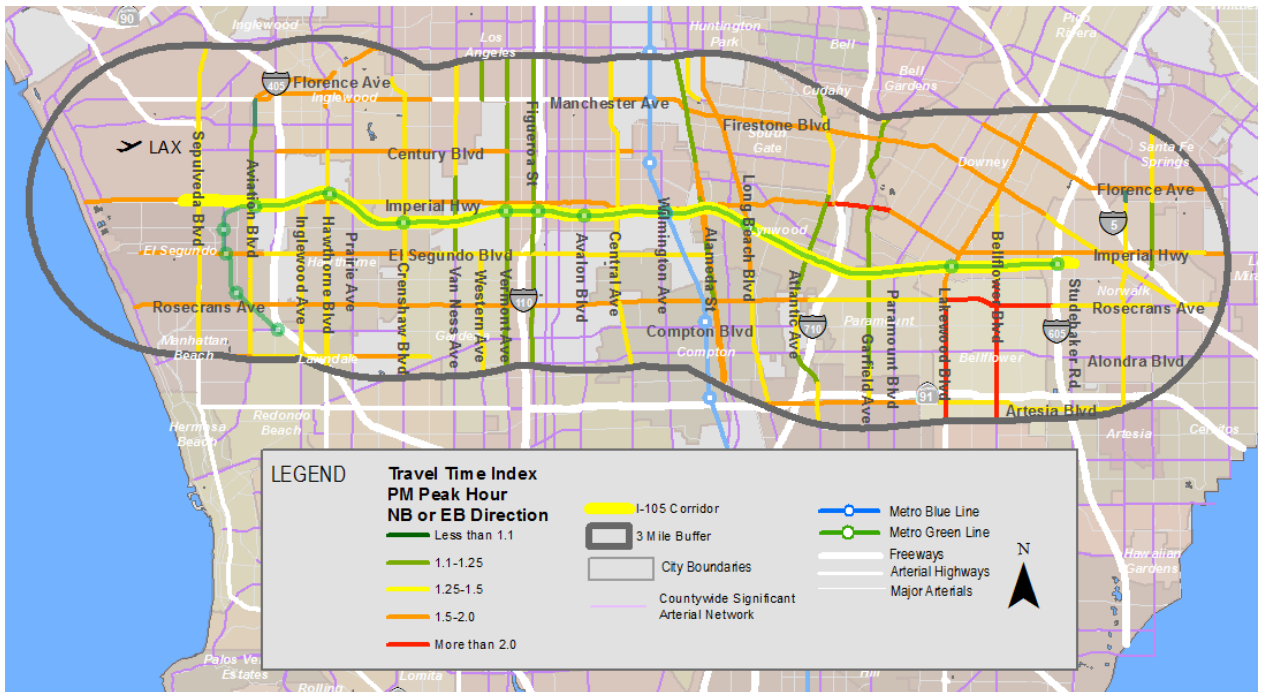 90
Inglewood
Los
Angeles
Huntington
Park
Pico
Rivera
Bell
Bell
Gardens
405
Florence Ave
Inglewood
Manchester Ave
Cudahy
Firestone Blvd
South
Gate
LAX
Century Blvd
Downey
Santa Fe
Springs
Florence Ave
Sepulveda Blvd
Aviation Blvd
Figueroa St
Imperial Hwy
Long Beach Blvd
Lynwood
5
El Segundo
Inglewood Ave
Hawthorne Blvd
Prairie Ave
Hawthorne
El Segundo Blvd
Crenshaw Blvd
Van Ness Ave
Western Ave
Vermont Ave
Avalon Blvd
Central Ave
Wilmington Ave
Alameda St
Bellflower Blvd
Imperial Hwy
Norwalk
Rosecrans Ave
110
Atlantic Ave
710
Paramount
Garfield Ave
Paramount Blvd
Lakewood Blvd
Studebaker Rd
Rosecrans Ave
Manhattan
Beach
Lawndale
Compton Blvd
Compton
605
Bellflower
Alondra Blvd
91
Artesia Blvd
Redondo
Beach
Hermosa
Beach
Artesia
Cerritos
LEGEND
Travel Time Index
PM Peak Hour
NB or EB Direction
Less than 1.1
1.1-1.25
1.25-1.5
1.5-2.0
More than 2.0
I-105 Corridor
3 Mile Buffer
City Boundaries
Countywide Significant
Arterial Network
Metro Blue Line
Metro Green Line
Freeways
Arterial Highways
Major Arterials
N
Hawaiian
Gardens
Estates
Rolling
Lomita